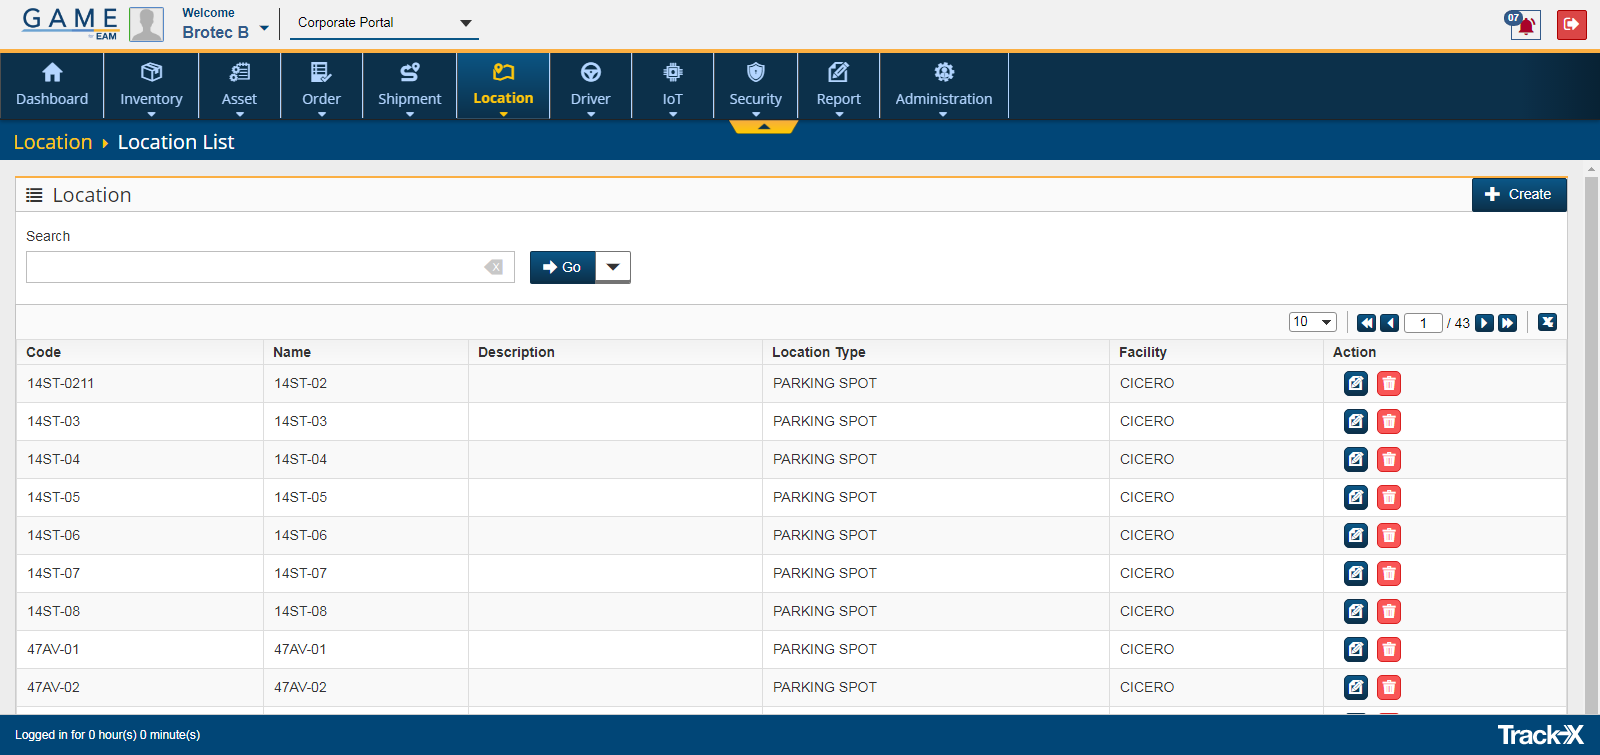 GAME
EAM
Welcome
Brotec B
Corporate Portal
07
Dashboard
Inventory
Asset
Order
Shipment
Location
Driver
IoT
Security
Report
Administration
Location Location List
Location
Create
Search
Go
10
1 / 43
Code Name Description Location Type Facility Action
14ST-0211 14ST-02 PARKING SPOT CICERO
14ST-03 14ST-03 PARKING SPOT CICERO
14ST-04 14ST-04 PARKING SPOT CICERO
14ST-05 14ST-05 PARKING SPOT CICERO
14ST-06 14ST-06 PARKING SPOT CICERO
14ST-07 14ST-07 PARKING SPOT CICERO
14ST-08 14ST-08 PARKING SPOT CICERO
47AV-01 47AV-01 PARKING SPOT CICERO
47AV-02 47AV-02 PARKING SPOT CICERO
Logged in for 0 hour(s) 0 minute(s)
Track-X